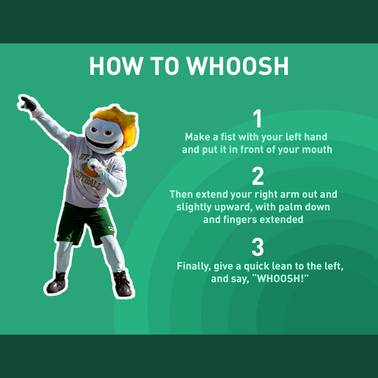 HOW TO WHOOSH
1
Make a fist with your left hand
and put it in front of your mouth
2
Then extend your right arm out and
slightly upward, with palm down
and fingers extended
3
Finally, give a quick lean to the left,
and say, "WHOOSH!"